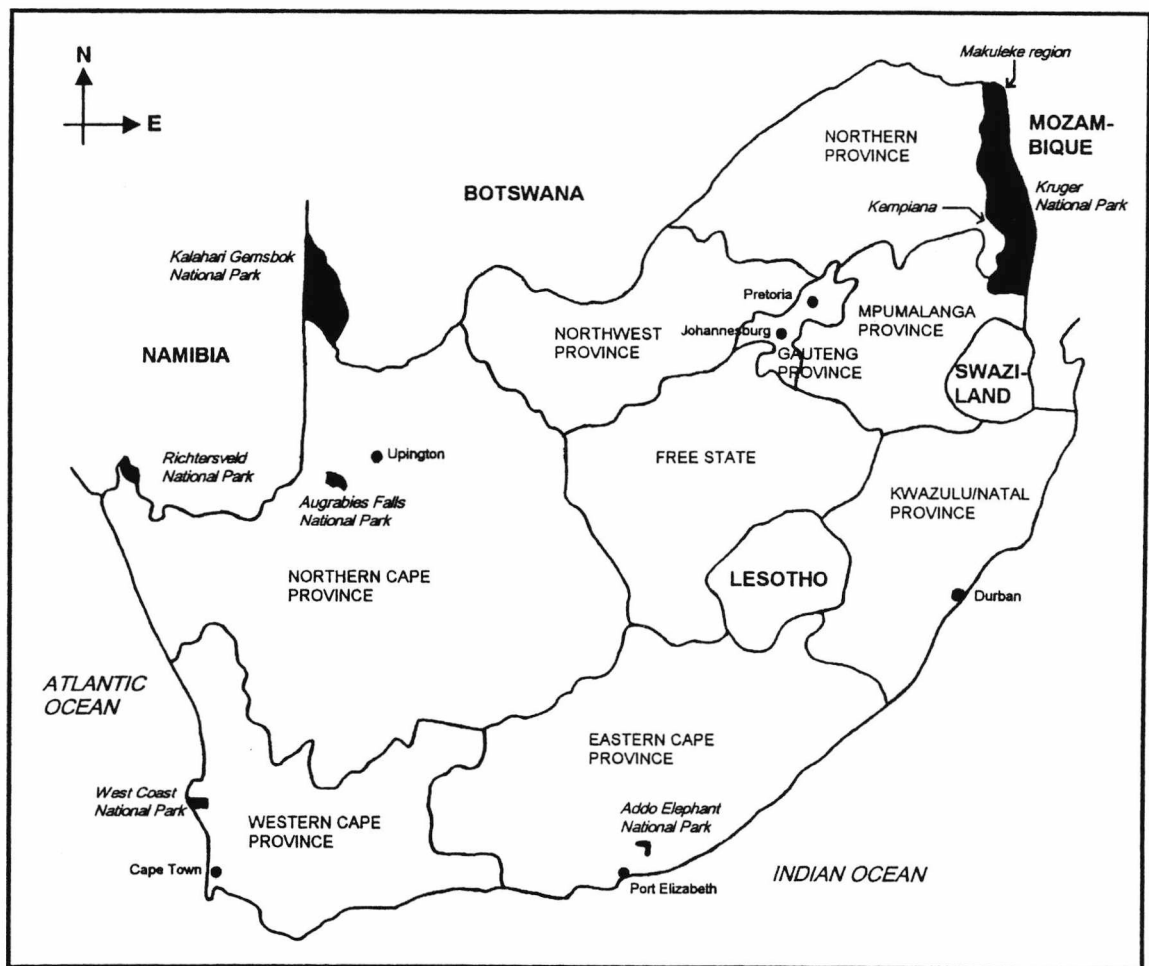 N
E
Makuleke region
MOZAM-
BIQUE
NORTHERN
PROVINCE
BOTSWANA
Kruger
National Park
Kempiana
Kalahari Gemsbok
National Park
Pretoria
MPUMALANGA
PROVINCE
Johannesburg
NORTHWEST
PROVINCE
GAUTENG
PROVINCE
NAMIBIA
SWAZI-
LAND
Richtersveld
National Park
Upington
FREE STATE
Augrabies Falls
National Park
KWAZULU/NATAL
PROVINCE
NORTHERN CAPE
PROVINCE
LESOTHO
Durban
ATLANTIC
OCEAN
EASTERN CAPE
PROVINCE
West Coast
National Park
Addo Elephant
National Park
WESTERN CAPE
PROVINCE
Cape Town
Port Elizabeth
INDIAN OCEAN